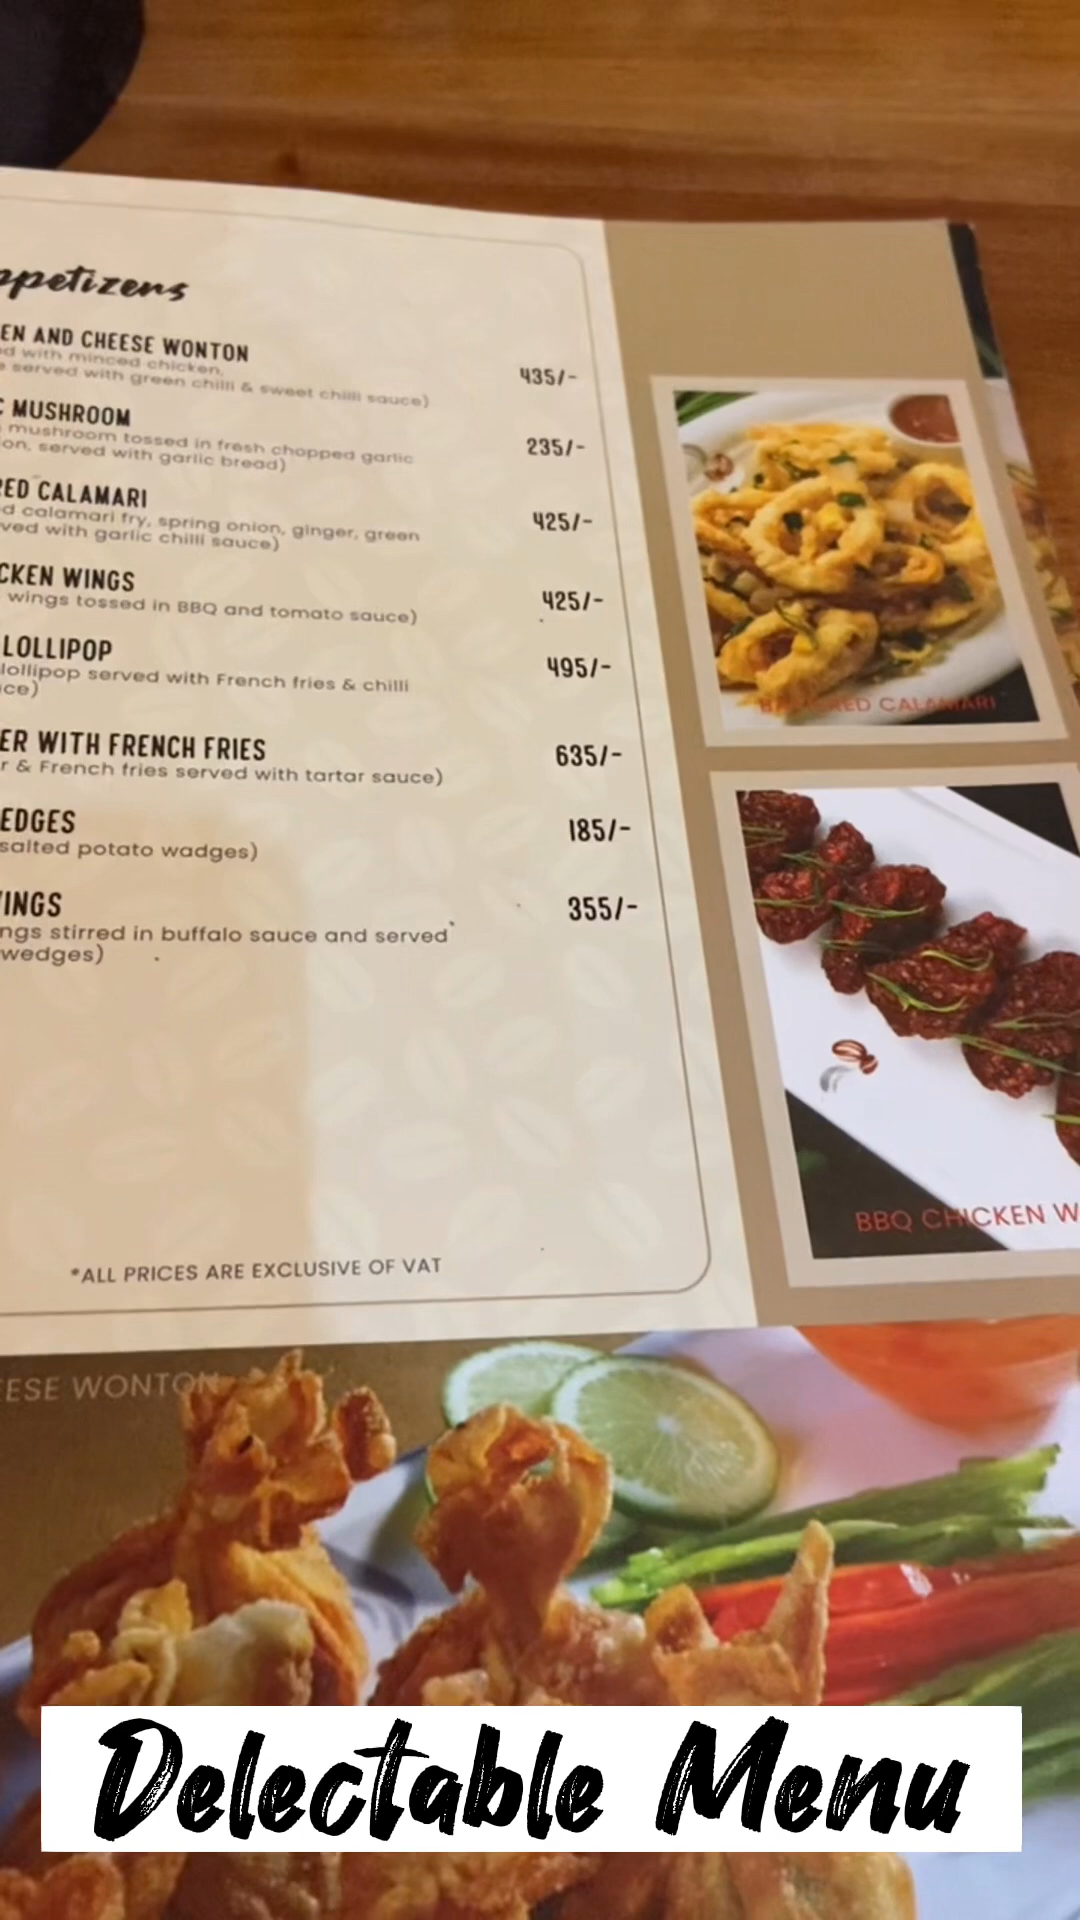 ppetizers
EN AND CHEESE WONTON
d with minced chicken,
served with green chilli & sweet chilli sauce)
435/-
C MUSHROOM
mushroom tossed in fresh chopped garlic
on, served with garlic bread)
235/-
RED CALAMARI
d calamari fry, spring onion, ginger, green
ved with garlic chilli sauce)
425/-
CKEN WINGS
wings tossed in BBQ and tomato sauce)
425/-
LOLLIPOP
lollipop served with French fries & chilli
ce)
495/-
ER WITH FRENCH FRIES
r & French fries served with tartar sauce)
635/-
EDGES
salted potato wadges)
185/-
INGS
ngs stirred in buffalo sauce and served
wedges)
355/-
*ALL PRICES ARE EXCLUSIVE OF VAT
BATTERED CALAMARI
BBQ CHICKEN W
ESE WONTON
Delectable Menu